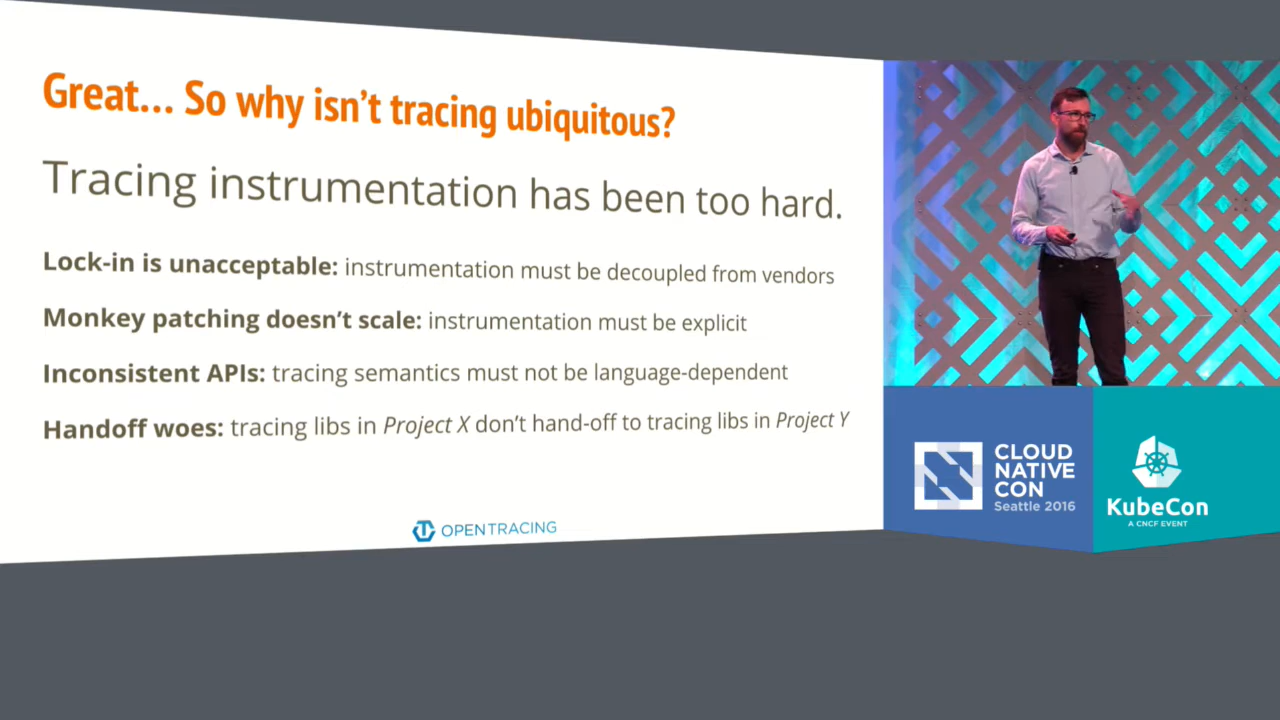 Great... So why isn't tracing ubiquitous?
Tracing instrumentation has been too hard.
Lock-in is unacceptable: instrumentation must be decoupled from vendors
Monkey patching doesn't scale: instrumentation must be explicit
Inconsistent APIs: tracing semantics must not be language-dependent
Handoff woes: tracing libs in Project X don't hand-off to tracing libs in Project Y
OPENTRACING
CLOUD
NATIVE
CON
Seattle 2016
KubeCon
A CNCF EVENT